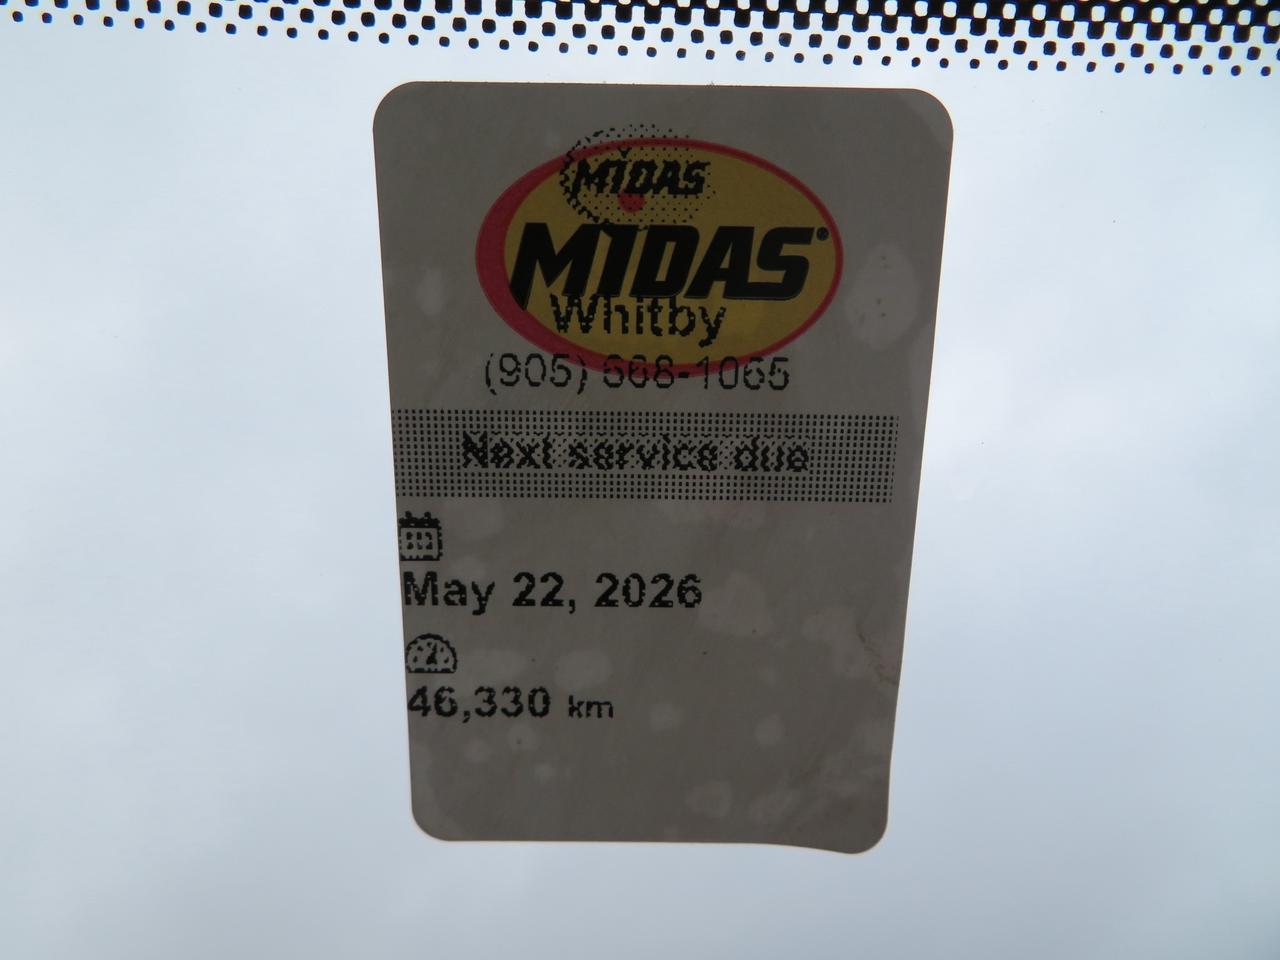 MIDAS
MIDAS®
Whitby
(905) 668-1065
Next service due
May 22, 2026
46,330 km